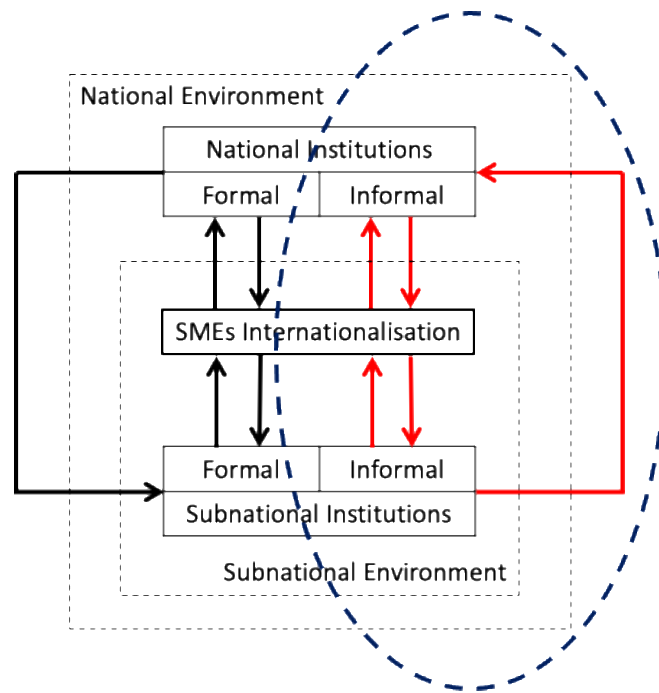 National Environment
National Institutions
Formal Informal
SMEs Internationalisation
Formal Informal
Subnational Institutions
Subnational Environment